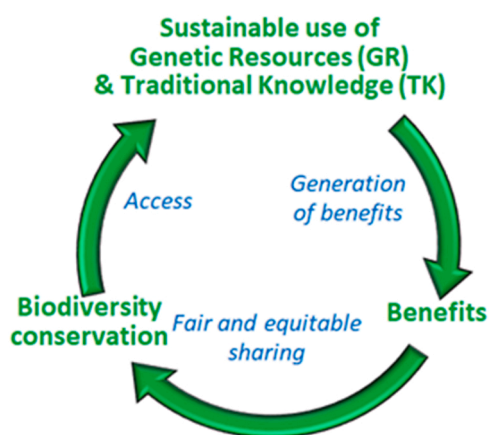 Sustainable use of
Genetic Resources (GR)
& Traditional Knowledge (TK)
Access
Generation
of benefits
Biodiversity
conservation
Fair and equitable
sharing
Benefits